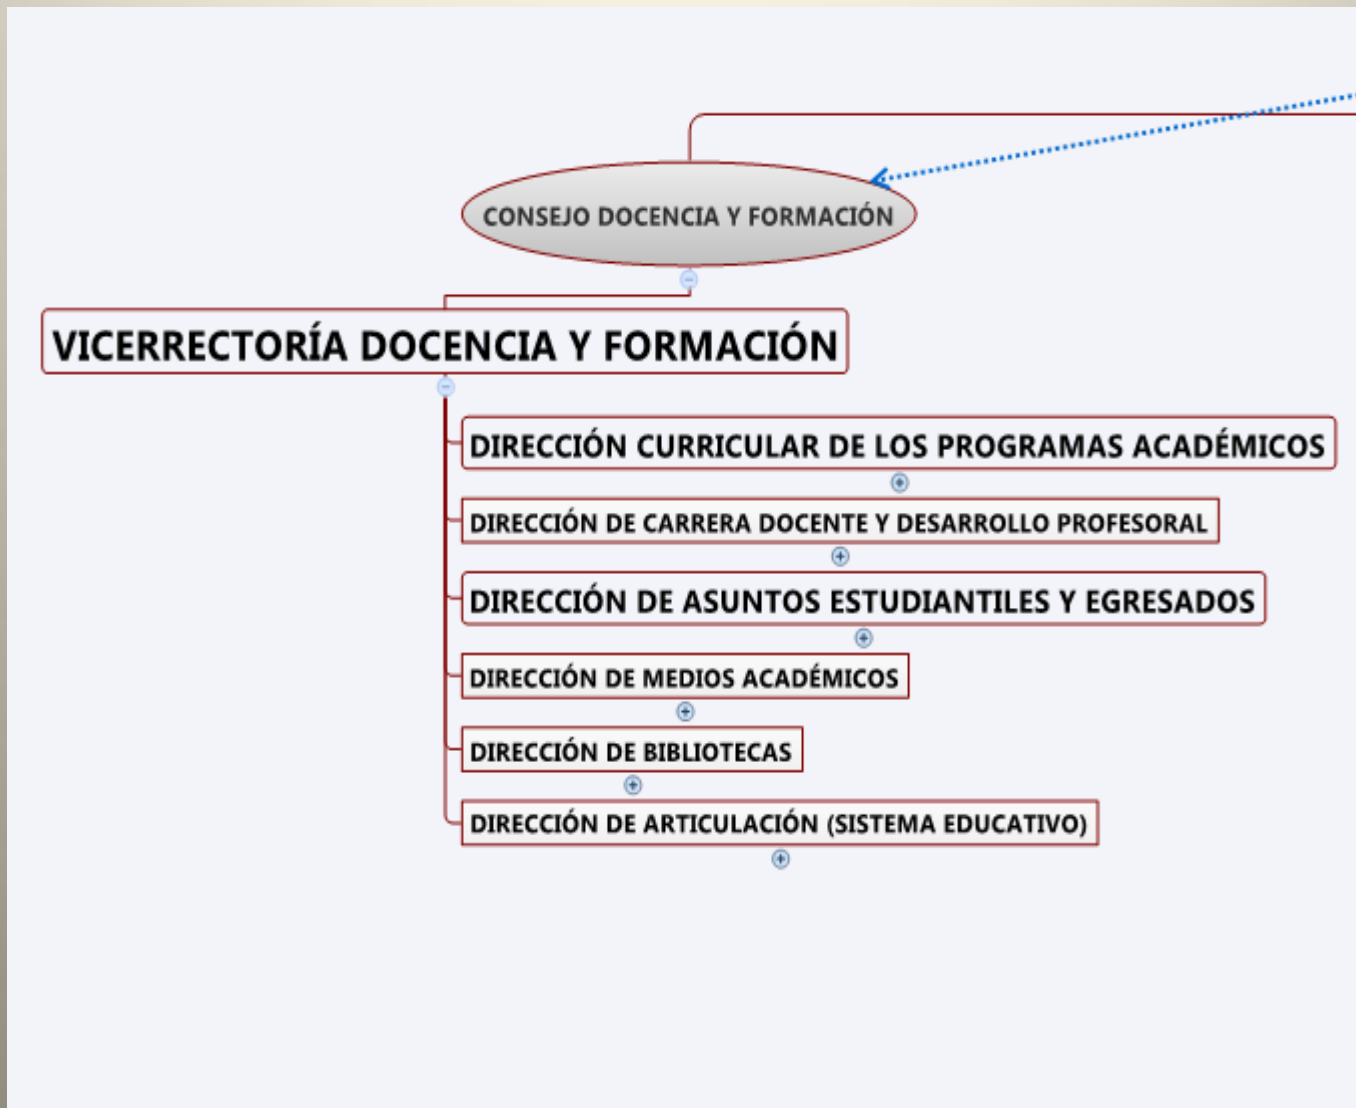 CONSEJO DOCENCIA Y FORMACIÓN
VICERRECTORÍA DOCENCIA Y FORMACIÓN
DIRECCIÓN CURRICULAR DE LOS PROGRAMAS ACADÉMICOS
DIRECCIÓN DE CARRERA DOCENTE Y DESARROLLO PROFESORAL
DIRECCIÓN DE ASUNTOS ESTUDIANTILES Y EGRESADOS
DIRECCIÓN DE MEDIOS ACADÉMICOS
DIRECCIÓN DE BIBLIOTECAS
DIRECCIÓN DE ARTICULACIÓN (SISTEMA EDUCATIVO)